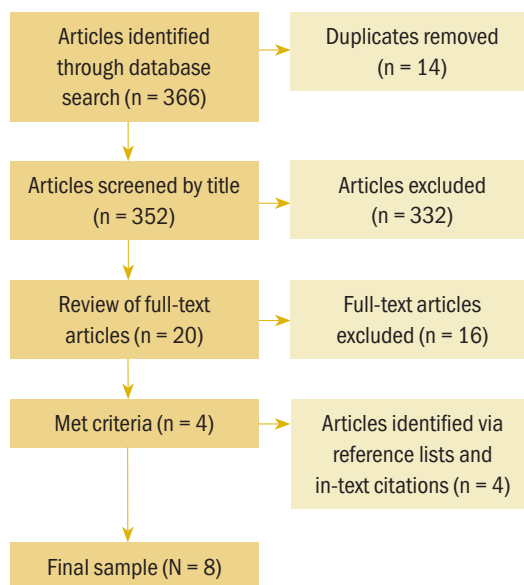 Articles identified
through database
search (n = 366)
Duplicates removed
(n = 14)
Articles screened by title
(n = 352)
Articles excluded
(n = 332)
Review of full-text
articles (n = 20)
Full-text articles
excluded (n = 16)
Met criteria (n = 4)
Articles identified via
reference lists and
in-text citations (n = 4)
Final sample (N = 8)